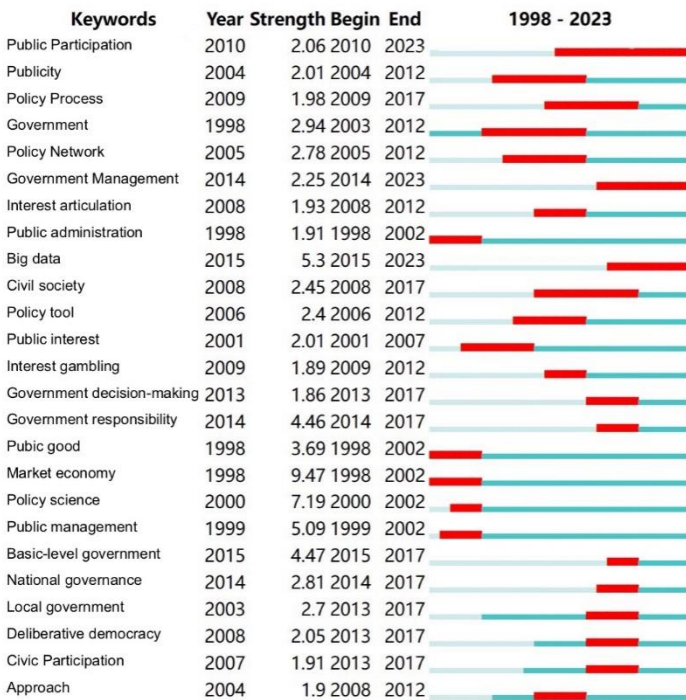 Keywords Year Strength Begin End 1998 - 2023
Public Participation 2010 2.06 2010 2023
Publicity 2004 2.01 2004 2012
Policy Process 2009 1.98 2009 2017
Government 1998 2.94 2003 2012
Policy Network 2005 2.78 2005 2012
Government Management 2014 2.25 2014 2023
Interest articulation 2008 1.93 2008 2012
Public administration 1998 1.91 1998 2002
Big data 2015 5.3 2015 2023
Civil society 2008 2.45 2008 2017
Policy tool 2006 2.4 2006 2012
Public interest 2001 2.01 2001 2007
Interest gambling 2009 1.89 2009 2012
Government decision-making 2013 1.86 2013 2017
Government responsibility 2014 4.46 2014 2017
Pubic good 1998 3.69 1998 2002
Market economy 1998 9.47 1998 2002
Policy science 2000 7.19 2000 2002
Public management 1999 5.09 1999 2002
Basic-level government 2015 4.47 2015 2017
National governance 2014 2.81 2014 2017
Local government 2003 2.7 2013 2017
Deliberative democracy 2008 2.05 2013 2017
Civic Participation 2007 1.91 2013 2017
Approach 2004 1.9 2008 2012